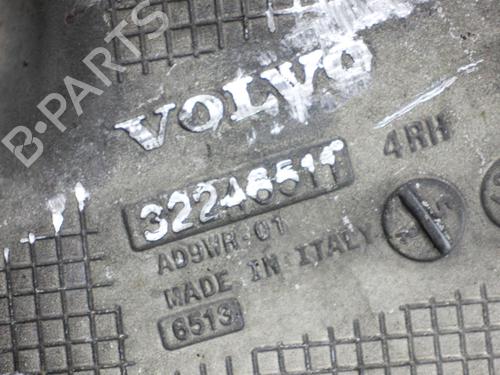 B-PARTS
VOLVO
32246511
4RH
AD9WR-01
MADE IN ITALY
6513